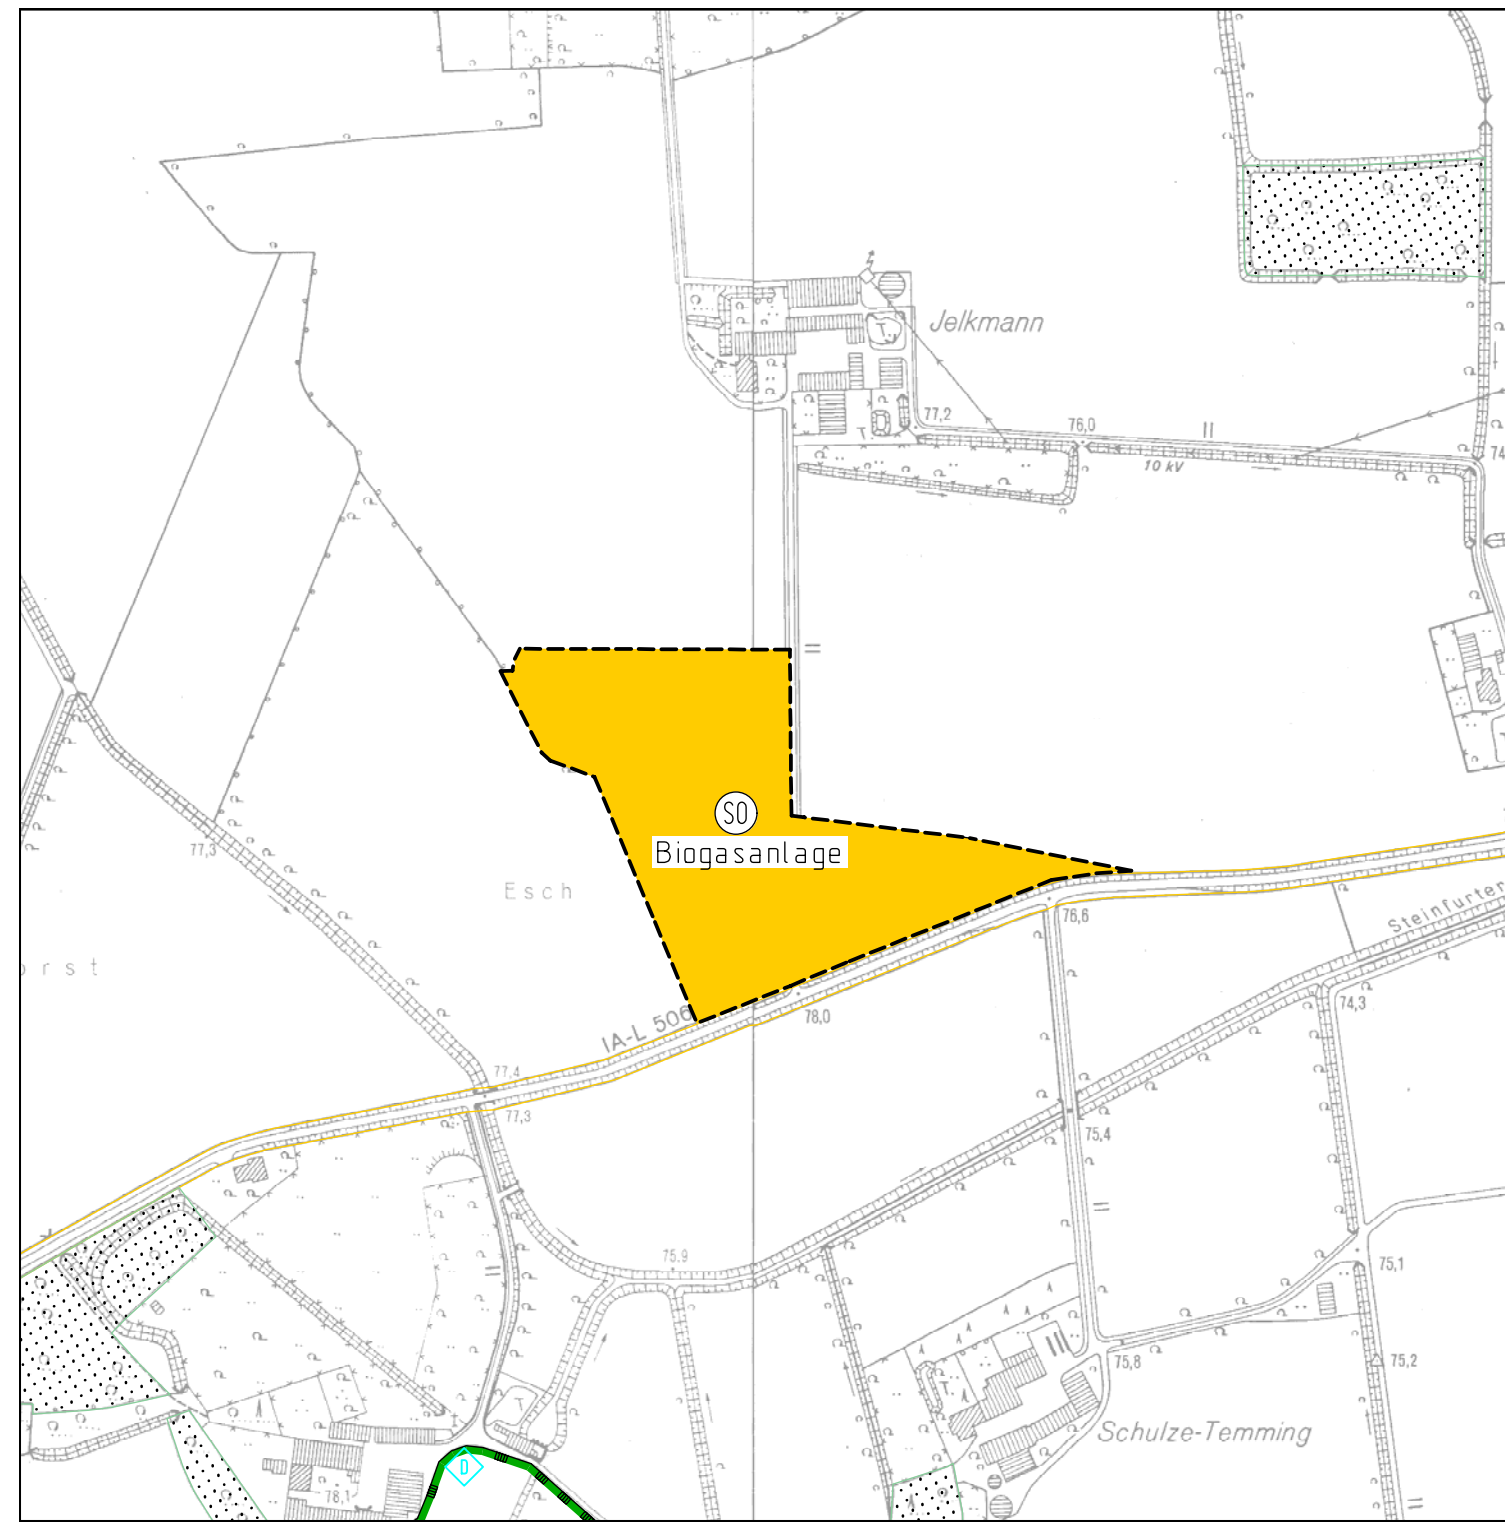 Jelkmann
T.
77,2
76,0
10 kV
T.
SO
Biogasanlage
77,3
Esch
orst
76,6
Steinfurter
74,3
78,0
IA-L 506
77,4
77,3
75,4
75,9
75,1
75,8
75,2
T.
Schulze-Temming
D
78,1